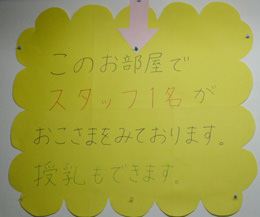 このお部屋で
スタッフ1名が
おこさまをみております。
授乳もできます。